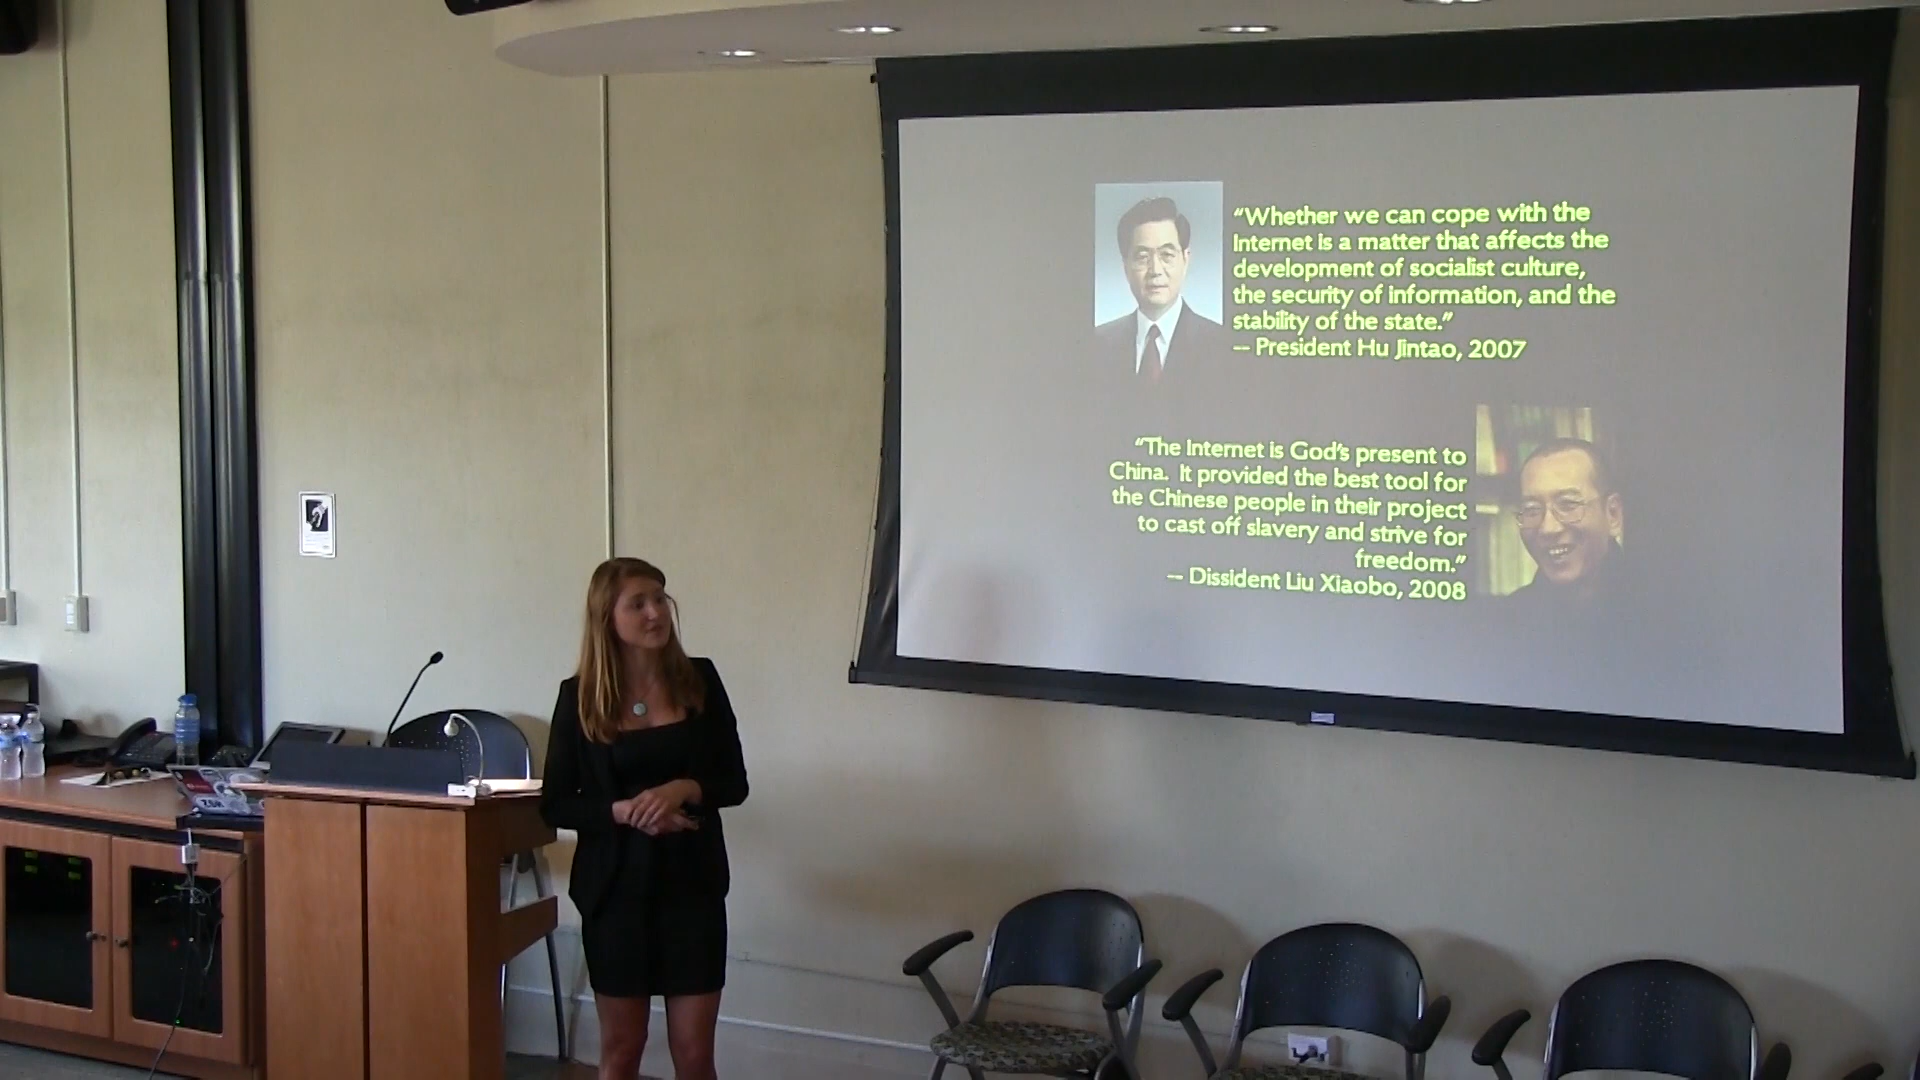 “Whether we can cope with the
Internet is a matter that affects the
development of socialist culture,
the security of information, and the
stability of the state.”
-- President Hu Jintao, 2007
“The Internet is God’s present to
China. It provided the best tool for
the Chinese people in their project
to cast off slavery and strive for
freedom.”
-- Dissident Liu Xiaobo, 2008